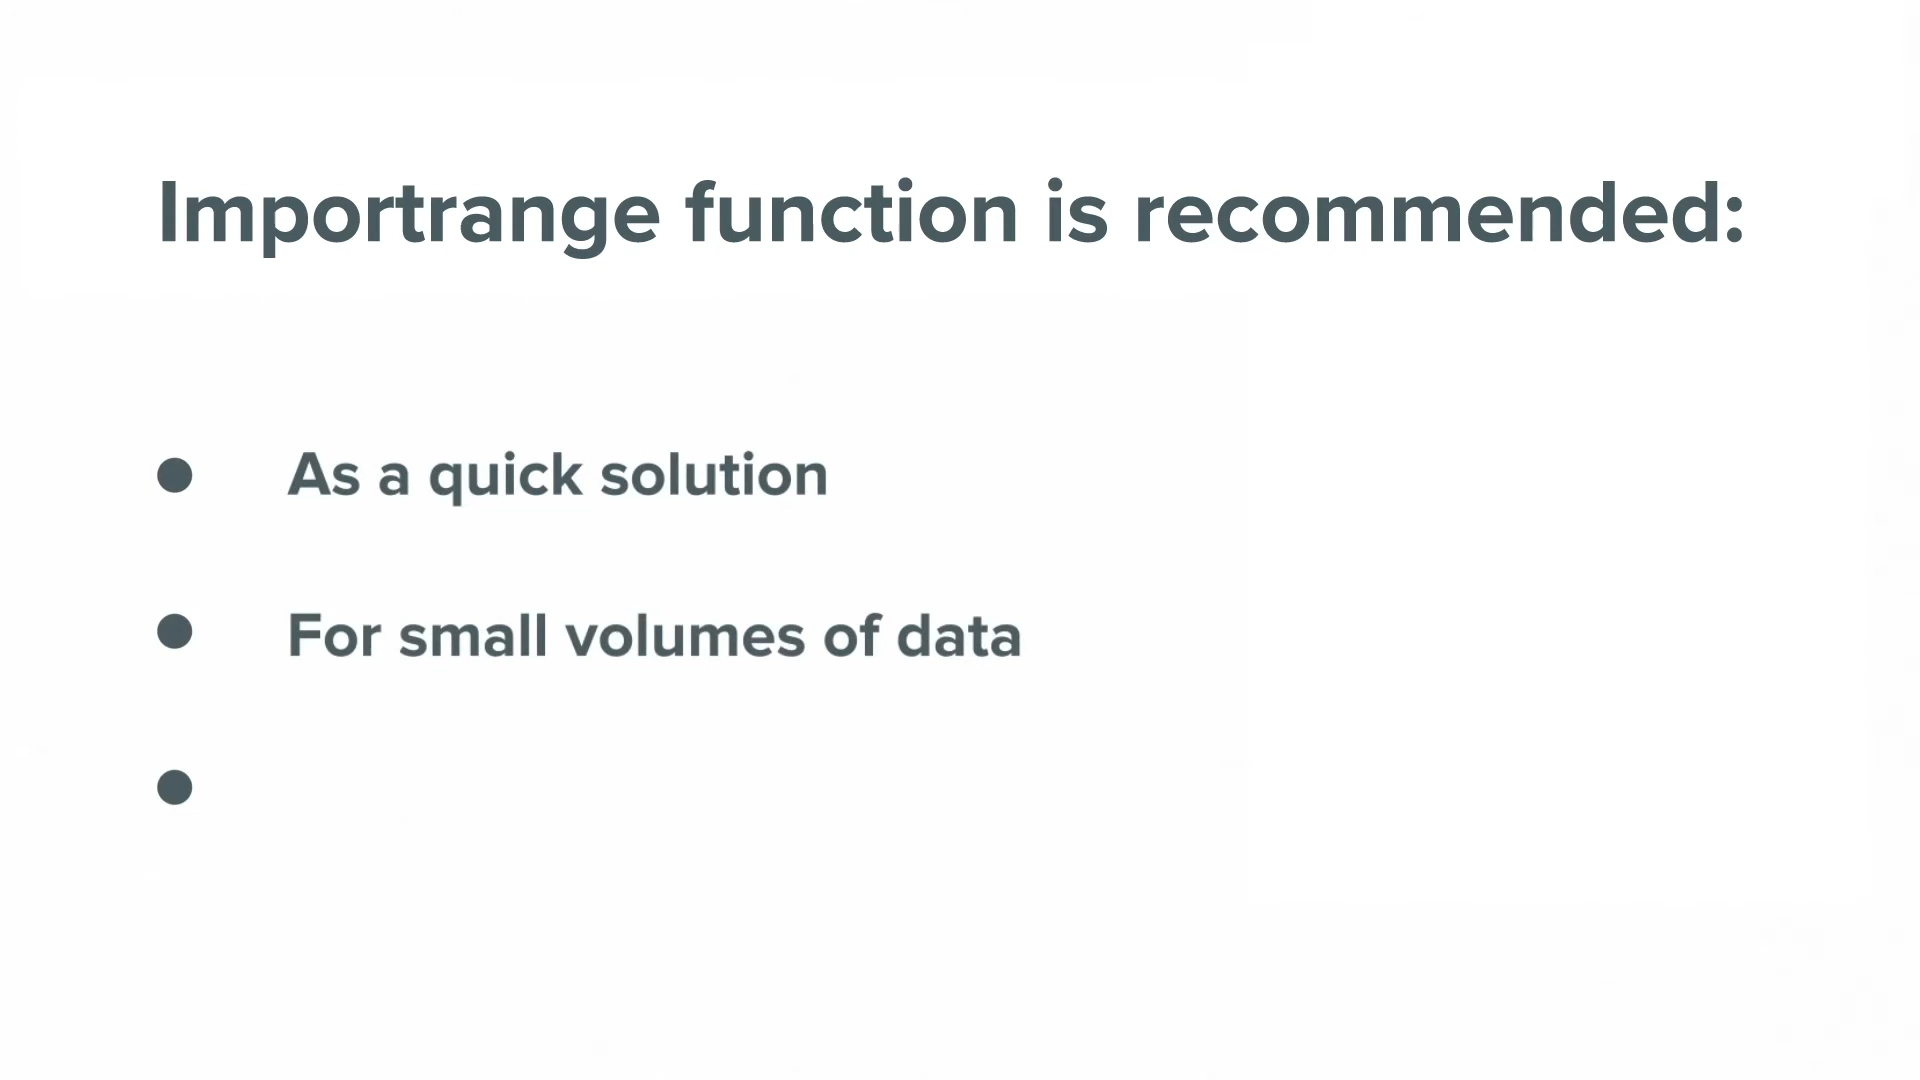 Importrange function is recommended:
● As a quick solution
● For small volumes of data
●